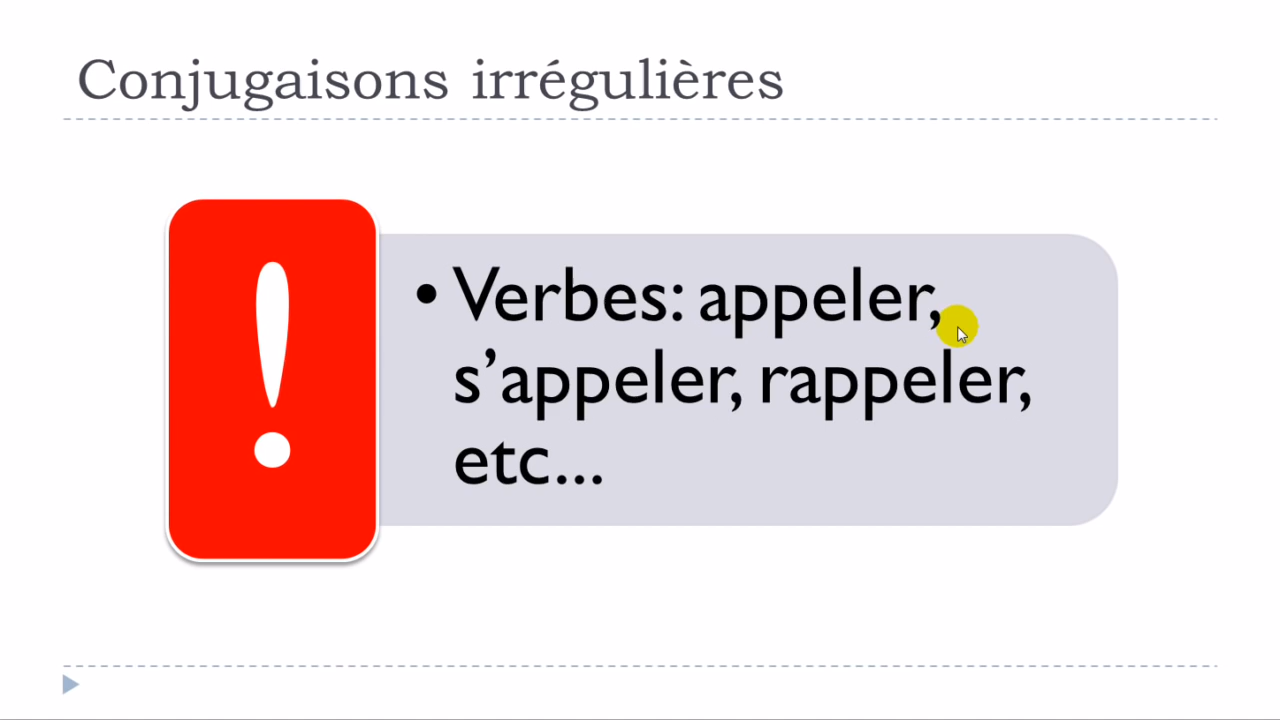 Conjugaisons irrégulières
!
• Verbes: appeler,
s’appeler, rappeler,
etc…